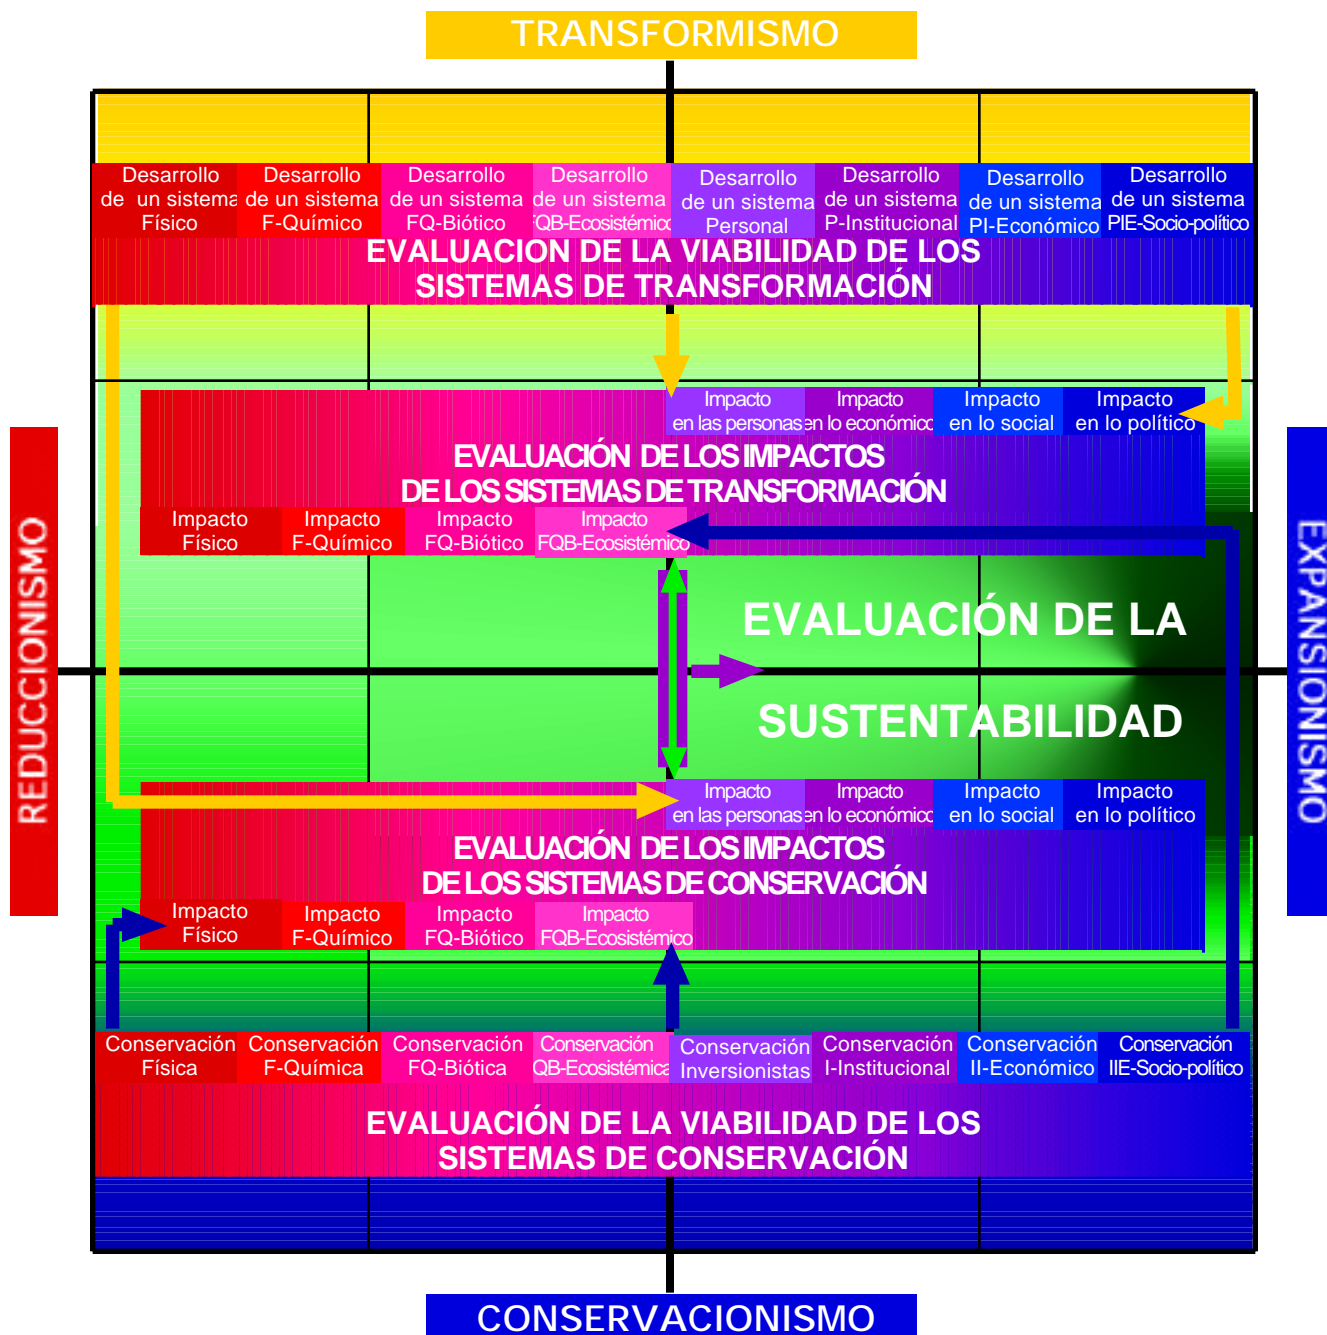 TRANSFORMISMO
Desarrollo
de un sistema
Físico
Desarrollo
de un sistema
F-Químico
Desarrollo
de un sistema
FQ-Biótico
Desarrollo
de un sistema
FQB-Ecosistémico
Desarrollo
de un sistema
Personal
Desarrollo
de un sistema
P-Institucional
Desarrollo
de un sistema
PI-Económico
Desarrollo
de un sistema
PIE-Socio-político
EVALUACION DE LA VIABILIDAD DE LOS
SISTEMAS DE TRANSFORMACIÓN
Impacto
en las personas
Impacto
en lo económico
Impacto
en lo social
Impacto
en lo político
EVALUACIÓN DE LOS IMPACTOS
DE LOS SISTEMAS DE TRANSFORMACIÓN
Impacto
Físico
Impacto
F-Químico
Impacto
FQ-Biótico
Impacto
FQB-Ecosistémico
REDUCCIONISMO
EXPANSIONISMO
EVALUACIÓN DE LA
SUSTENTABILIDAD
Impacto
en las personas
Impacto
en lo económico
Impacto
en lo social
Impacto
en lo político
EVALUACIÓN DE LOS IMPACTOS
DE LOS SISTEMAS DE CONSERVACIÓN
Impacto
Físico
Impacto
F-Químico
Impacto
FQ-Biótico
Impacto
FQB-Ecosistémico
Conservación
Física
Conservación
F-Química
Conservación
FQ-Biótica
Conservación
QB-Ecosistémica
Conservación
Inversionistas
Conservación
I-Institucional
Conservación
II-Económico
Conservación
IIE-Socio-político
EVALUACIÓN DE LA VIABILIDAD DE LOS
SISTEMAS DE CONSERVACIÓN
CONSERVACIONISMO